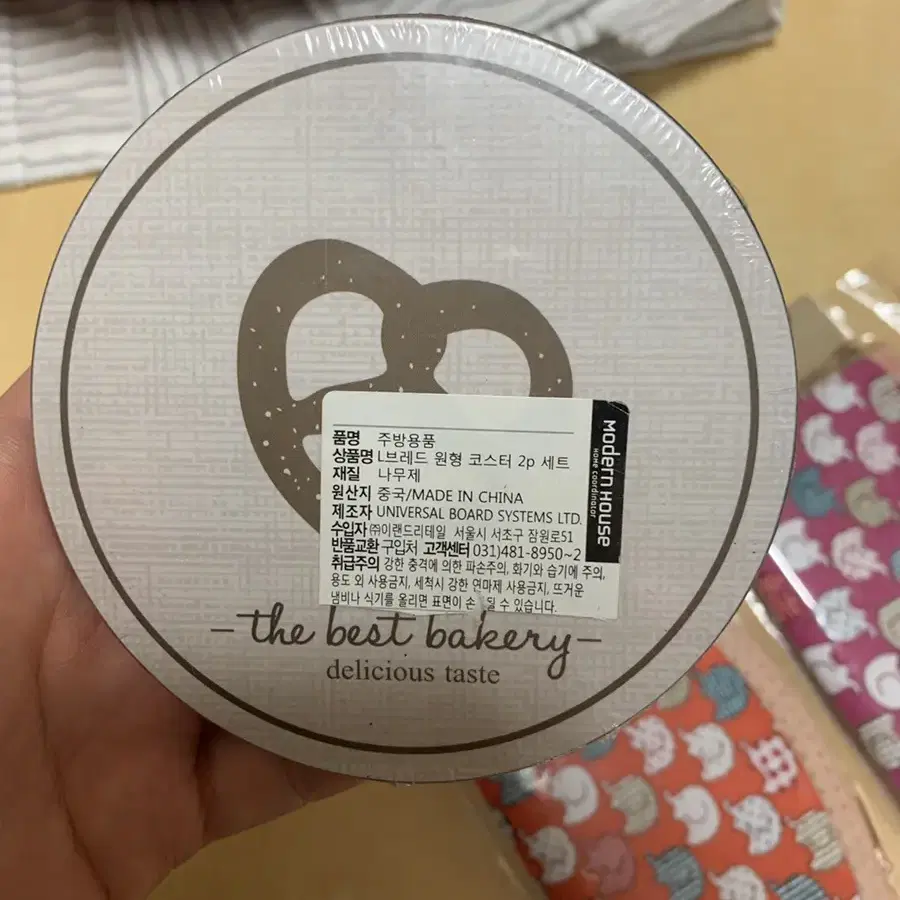 품명 주방용품
상품명 L브레드 원형 코스터 2p 세트
재질 나무제
원산지 중국/MADE IN CHINA
제조자 UNIVERSAL BOARD SYSTEMS LTD.
수입자 ㈜이랜드리테일 서울시 서초구 잠원로51
반품교환 구입처 고객센터 031)481-8950~2
취급주의 강한 충격에 의한 파손주의, 화기와 습기에 주의,
용도 외 사용금지, 세척시 강한 연마제 사용금지, 뜨거운
냄비나 식기를 올리면 표면이 손 될 수 있습니다.
MODERN HOUSE
HOME coordinator
-the best bakery-
delicious taste